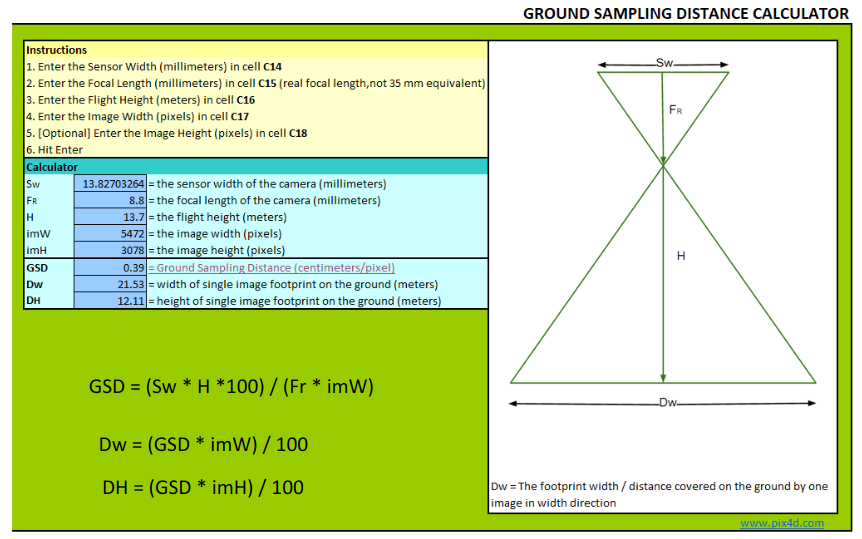 GROUND SAMPLING DISTANCE CALCULATOR
Instructions
1. Enter the Sensor Width (millimeters) in cell C14
2. Enter the Focal Length (millimeters) in cell C15 (real focal length,not 35 mm equivalent)
3. Enter the Flight Height (meters) in cell C16
4. Enter the Image Width (pixels) in cell C17
5. [Optional] Enter the Image Height (pixels) in cell C18
6. Hit Enter
Calculator
Sw 13.82703264 = the sensor width of the camera (millimeters)
FR 8.8 = the focal length of the camera (millimeters)
H 13.7 = the flight height (meters)
imW 5472 = the image width (pixels)
imH 3078 = the image height (pixels)
GSD 0.39 = Ground Sampling Distance (centimeters/pixel)
Dw 21.53 = width of single image footprint on the ground (meters)
DH 12.11 = height of single image footprint on the ground (meters)
GSD = (Sw * H *100) / (Fr * imW)
Dw = (GSD * imW) / 100
DH = (GSD * imH) / 100
Sw
FR
H
Dw
Dw = The footprint width / distance covered on the ground by one
image in width direction
www.pix4d.com